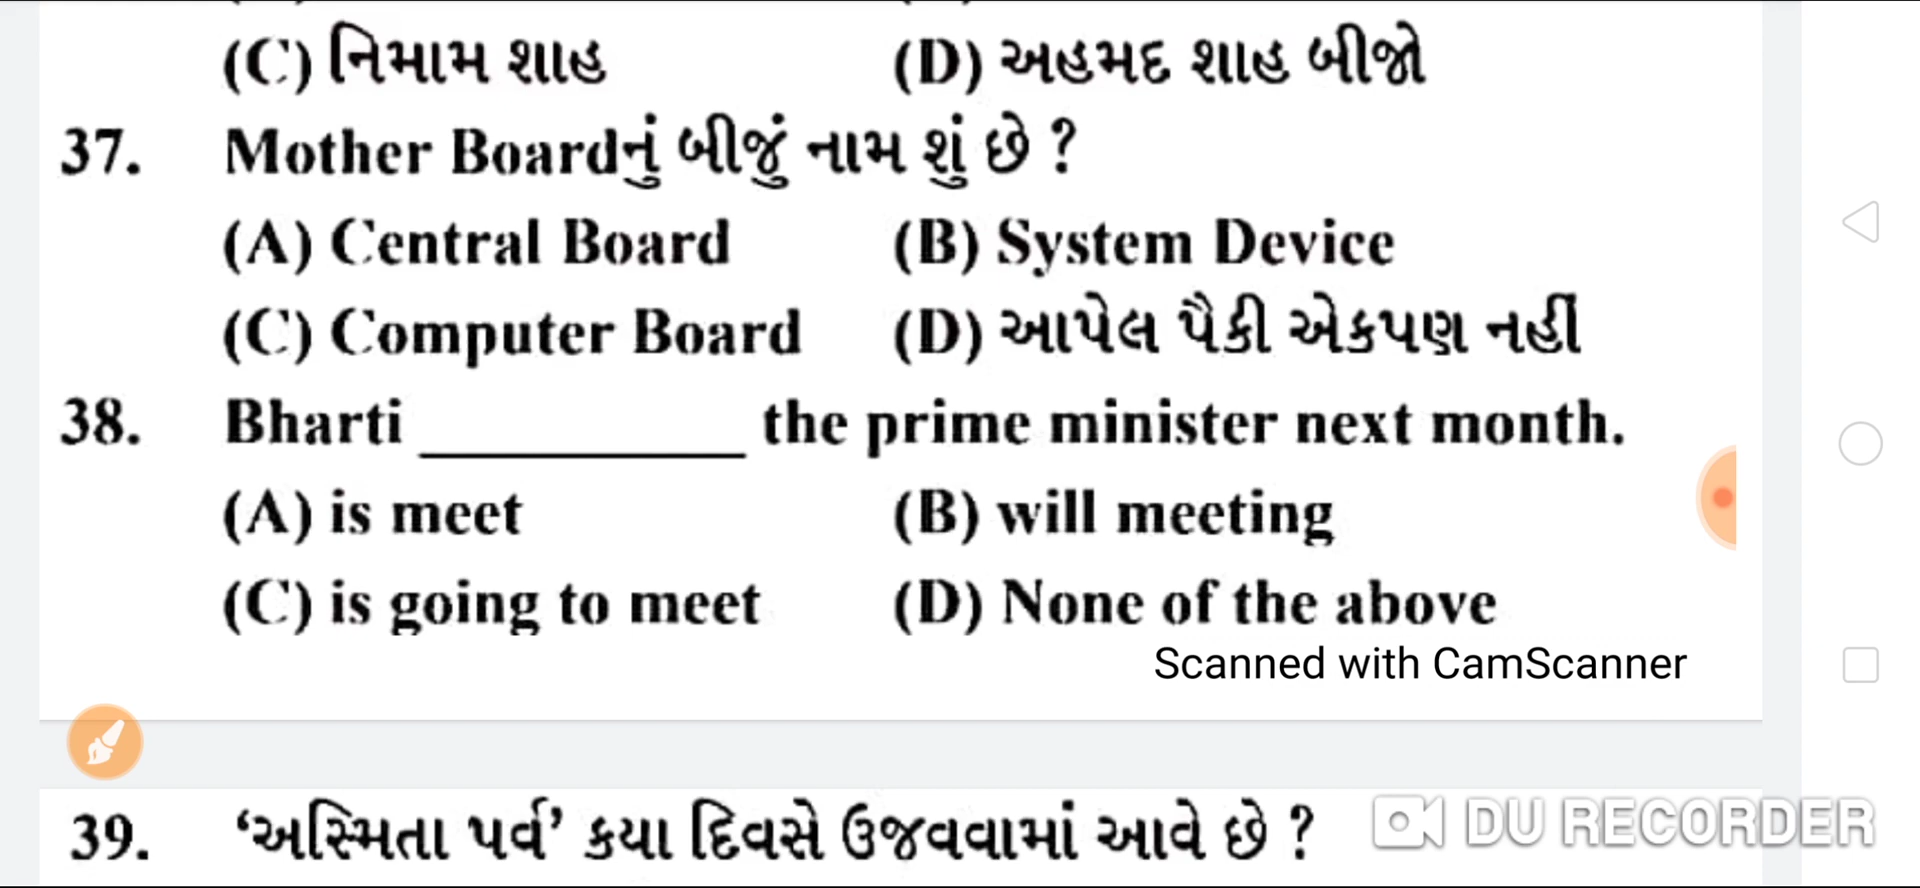 (C) નિમામ શાહ (D) અહમદ શાહ બીજો
37. Mother Boardનું બીજું નામ શું છે ?
(A) Central Board (B) System Device
(C) Computer Board (D) આપેલ પૈકી એકપણ નહીં
38. Bharti __________ the prime minister next month.
(A) is meet (B) will meeting
(C) is going to meet (D) None of the above
Scanned with CamScanner
39. ‘અસ્મિતા પર્વ’ કયા દિવસે ઉજવવામાં આવે છે ?
DU RECORDER